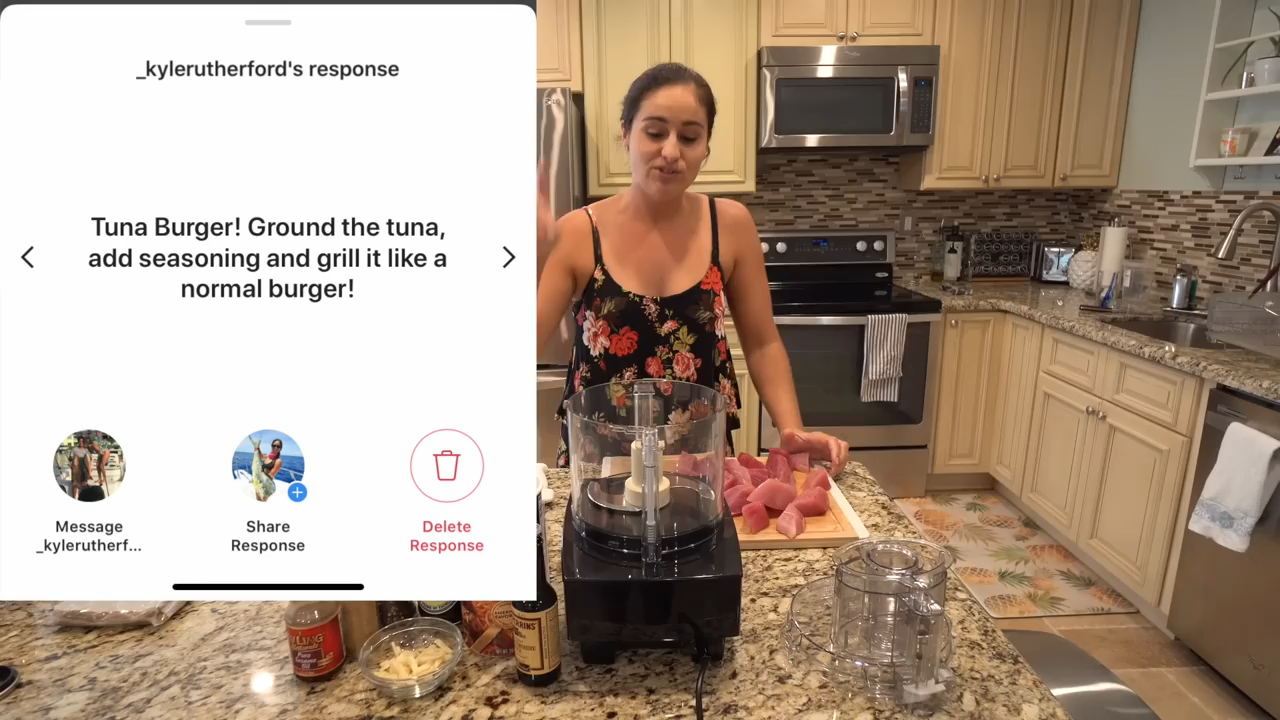 _kylerutherford's response
Tuna Burger! Ground the tuna,
add seasoning and grill it like a
normal burger!
Message
_kylerutherf...
Share
Response
Delete
Response